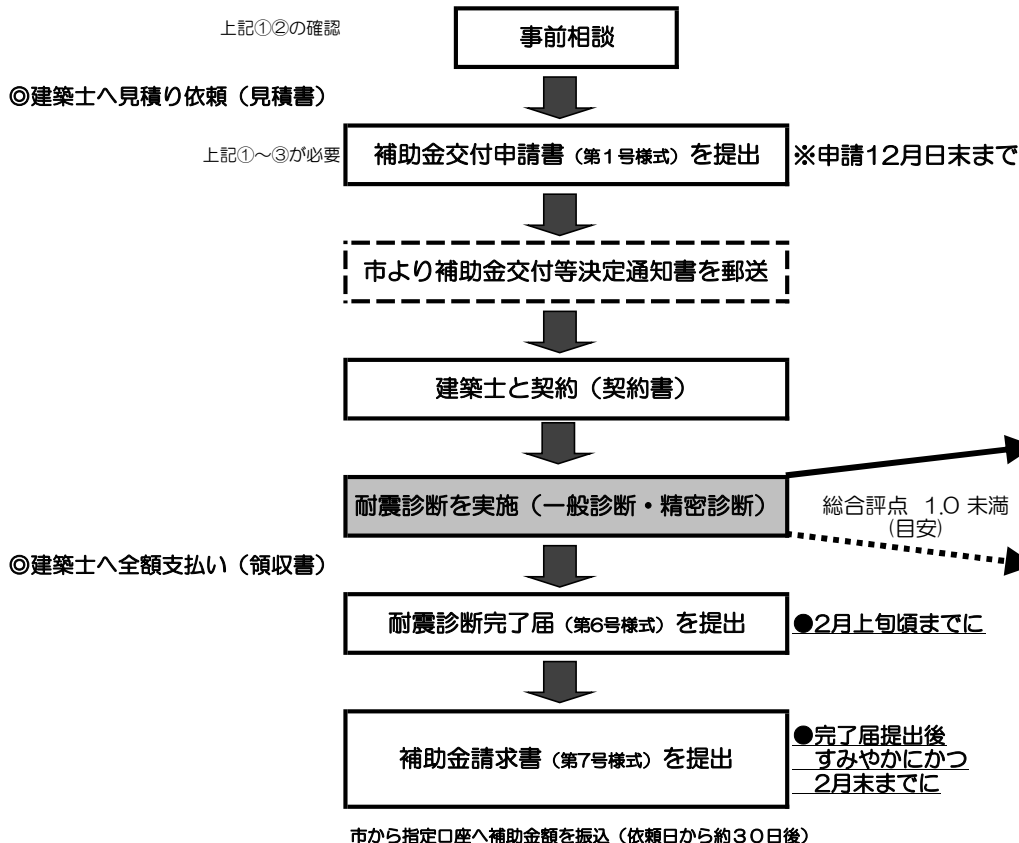 上記①②の確認
事前相談
◎建築士へ見積り依頼（見積書）
上記①～③が必要
補助金交付申請書（第１号様式）を提出
※申請12月日末まで
市より補助金交付等決定通知書を郵送
建築士と契約（契約書）
耐震診断を実施（一般診断・精密診断）
総合評点 1.0 未満
(目安)
◎建築士へ全額支払い（領収書）
耐震診断完了届（第6号様式）を提出
●2月上旬頃までに
補助金請求書（第7号様式）を提出
●完了届提出後
すみやかにかつ
2月末までに
市から指定口座へ補助金額を振込（依頼日から約３０日後）